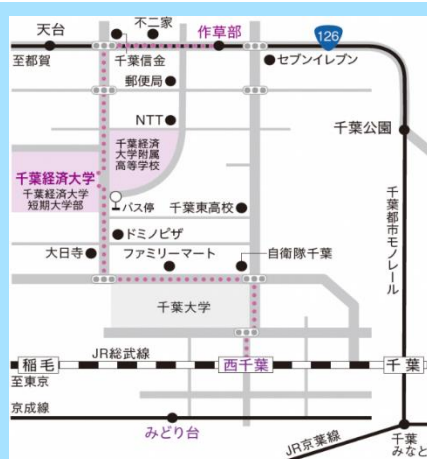 不二家
天台
作草部
126
至都賀
千葉信金
セブンイレブン
郵便局
NTT
千葉公園
千葉経済
大学附属
高等学校
千葉経済大学
千葉経済大学
短期大学部
バス停
千葉東高校
千葉都市モノレール
ドミノピザ
大日寺
ファミリーマート
自衛隊千葉
千葉大学
JR総武線
稲毛
西千葉
千葉
至東京
京成線
みどり台
JR京葉線
千葉
みなと